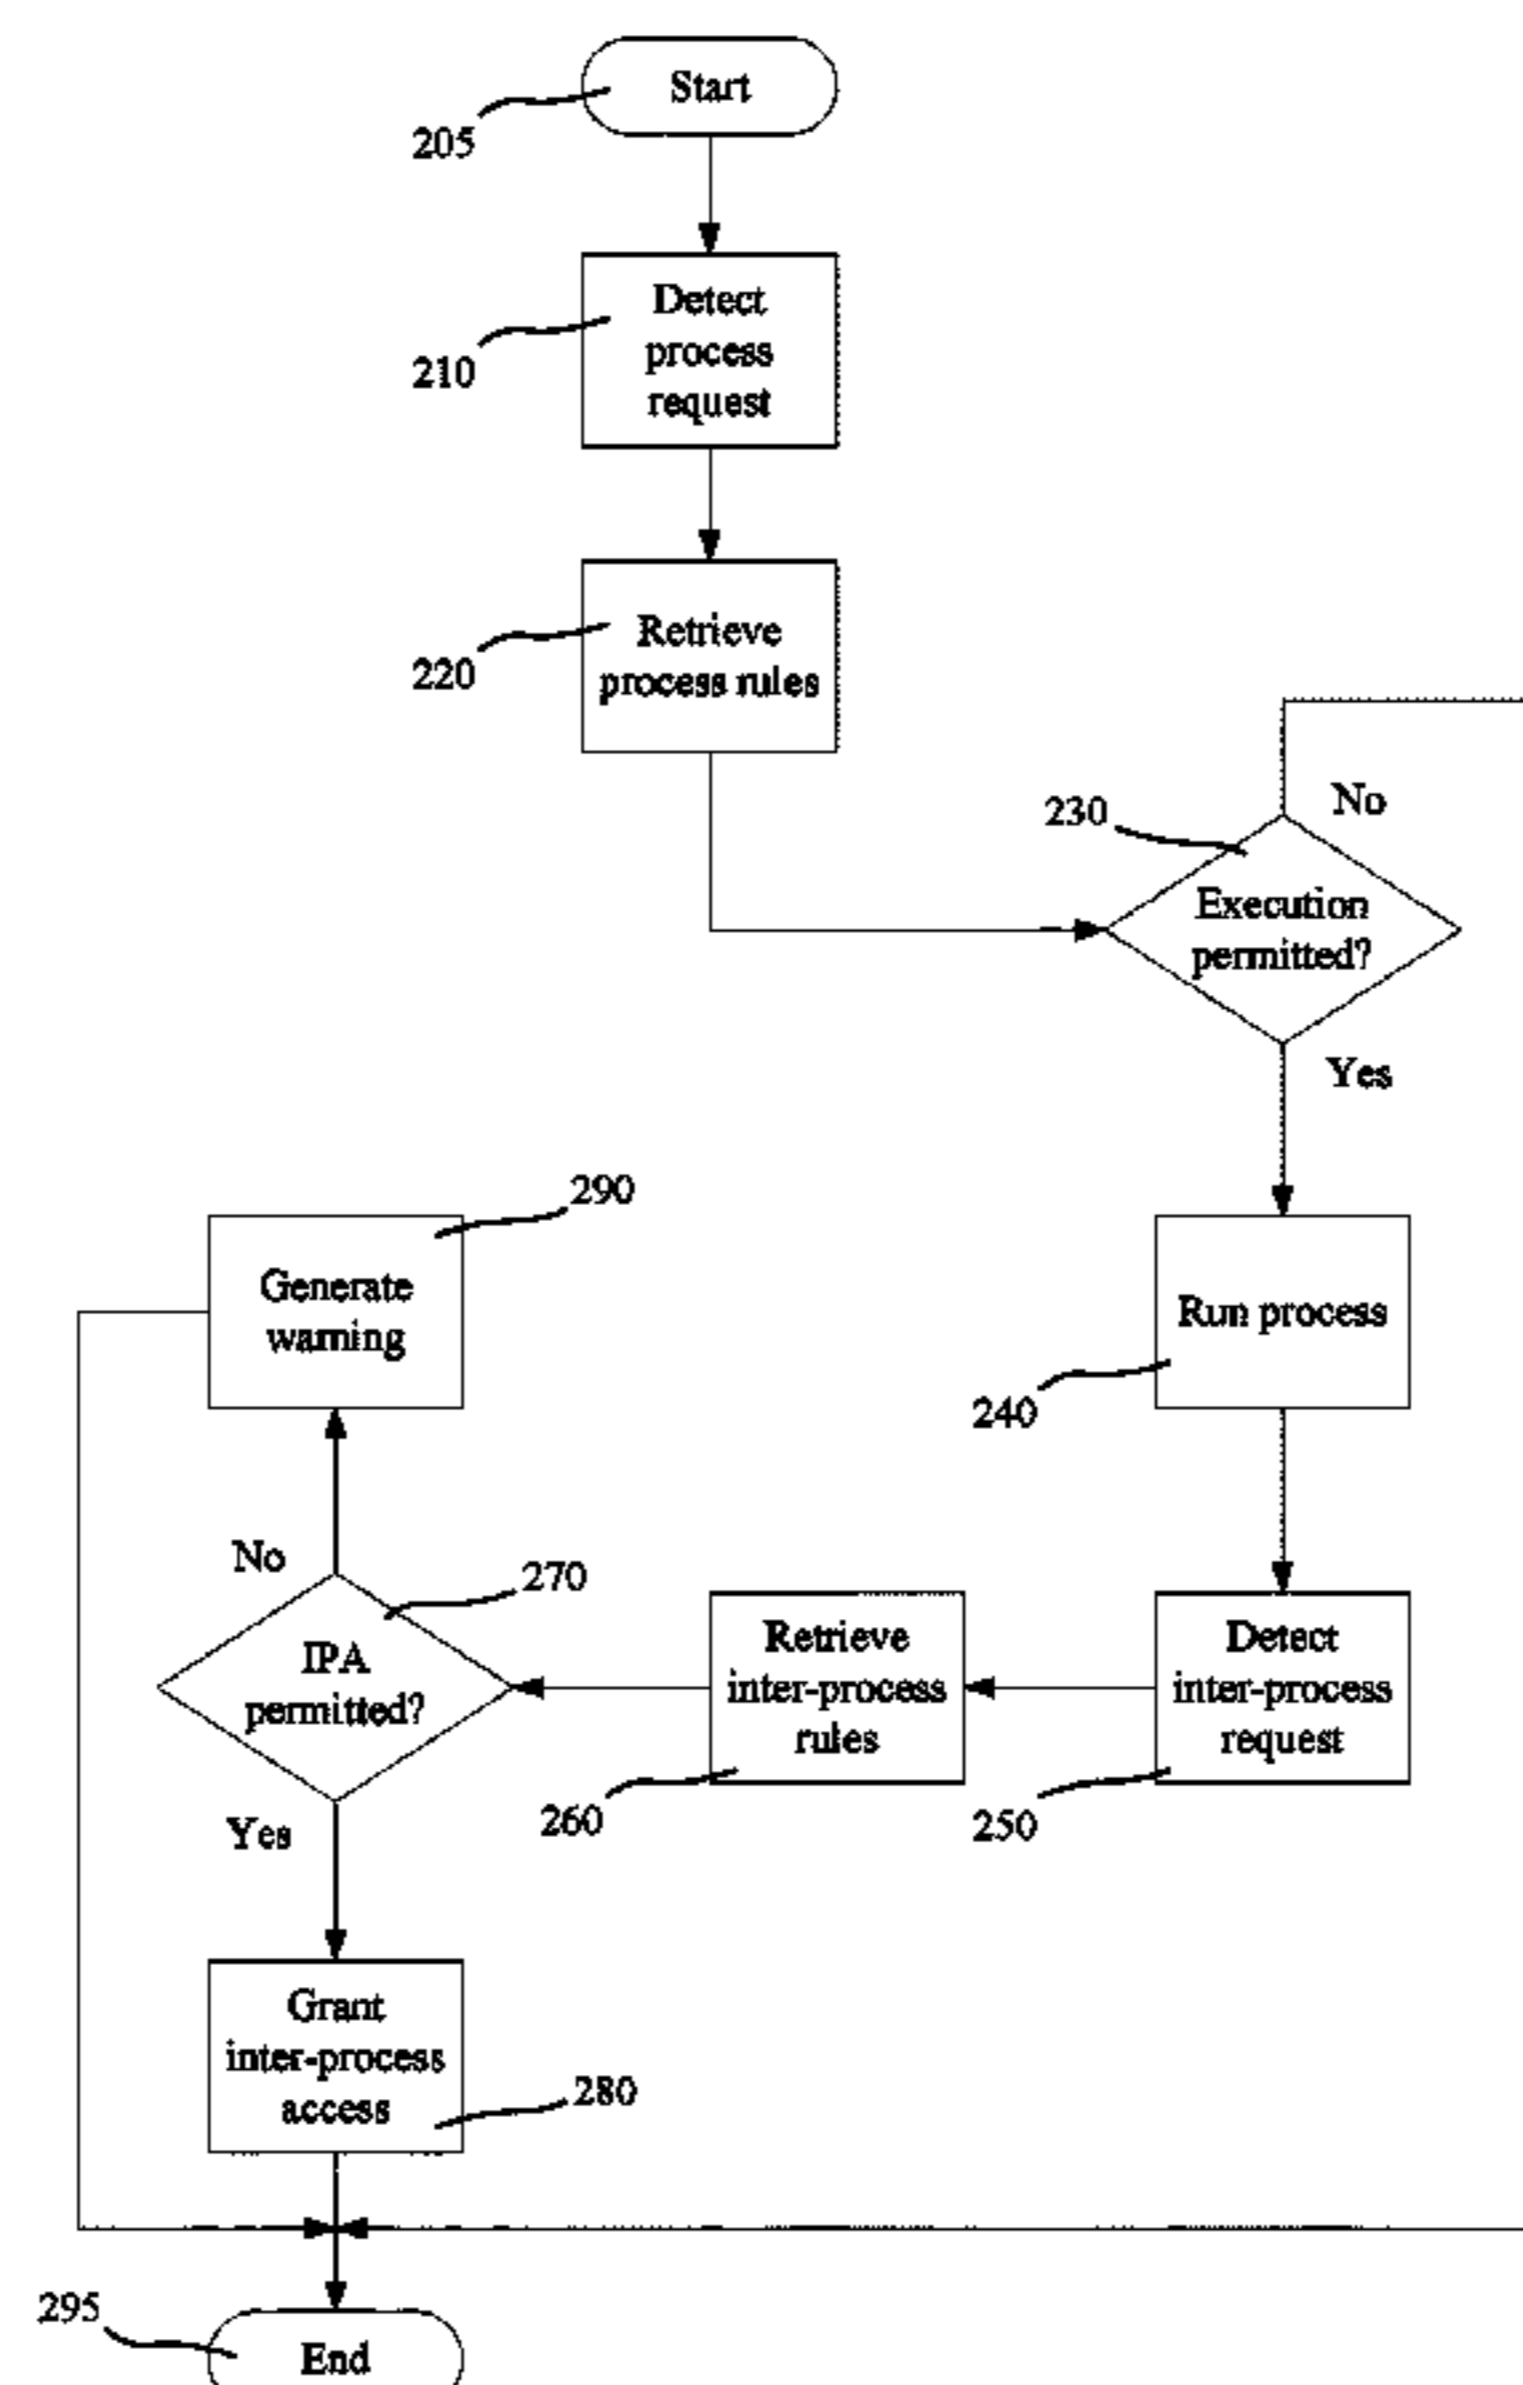 Start
205
Detect
process
request
210
Retrieve
process rules
220
No
230
Execution
permitted?
Yes
290
Generate
warning
Run process
240
No
270
IPA
permitted?
Retrieve
inter-process
rules
Detect
inter-process
request
260
250
Yes
Grant
inter-process
access
280
295
End